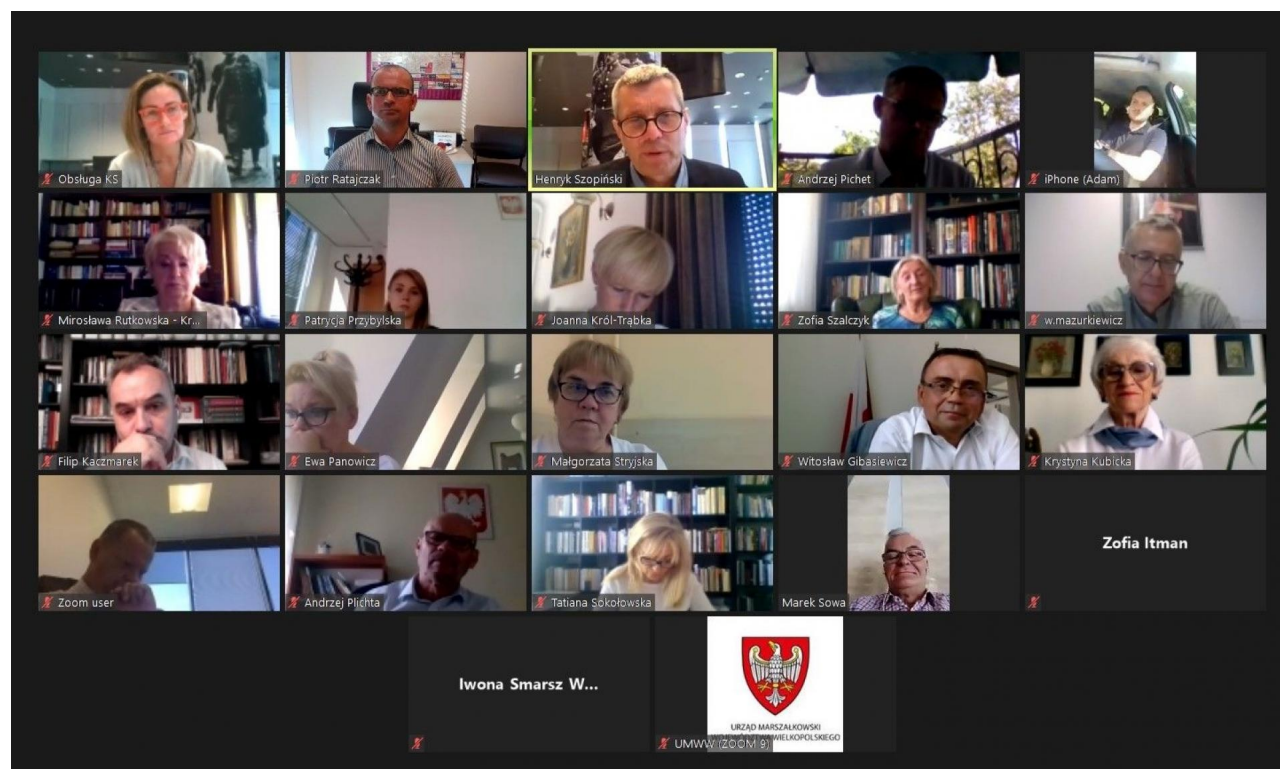 Obsługa KS
Piotr Ratajczak
Henryk Szopiński
Andrzej Pichet
iPhone (Adam)
Mirosława Rutkowska - Kr...
Patrycja Przybylska
Joanna Król-Trąbka
Zofia Szalczyk
w.mazurkiewicz
Filip Kaczmarek
Ewa Panowicz
Małgorzata Stryjska
Witosław Gibasiewicz
Krystyna Kubicka
Zoom user
Andrzej Plichta
Tatiana Sokołowska
Marek Sowa
Zofia Itman
Iwona Smarsz W...
URZĄD MARSZAŁKOWSKI
WOJEWÓDZTWA WIELKOPOLSKIEGO
UMWW (ZOOM 9)